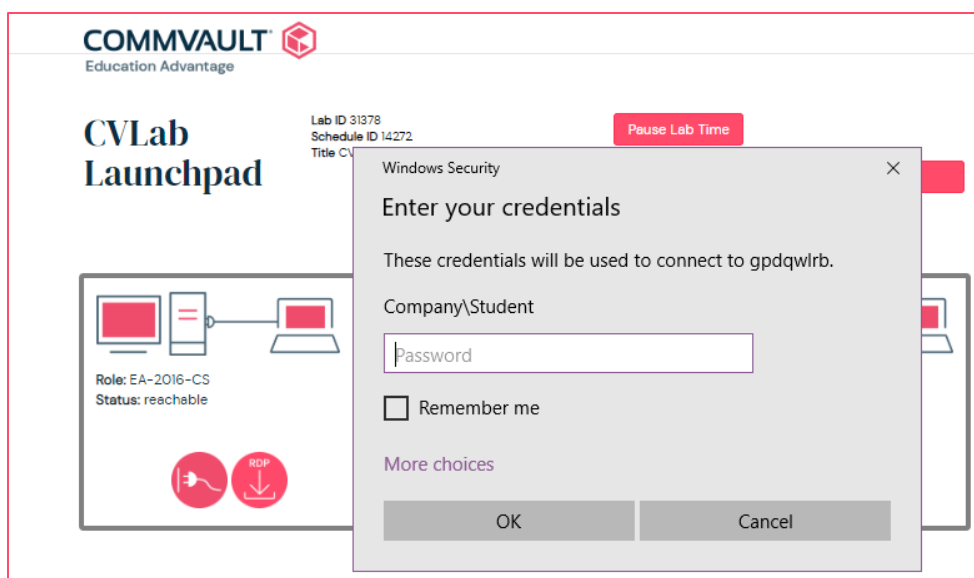 COMMVAULT
Education Advantage
CVLab
Launchpad
Lab ID 31378
Schedule ID 14272
Title CV
Pause Lab Time
Windows Security
Enter your credentials
These credentials will be used to connect to gpdqwlrb.
Company\Student
Password
Remember me
More choices
OK
Cancel
Role: EA-2016-CS
Status: reachable
RDP